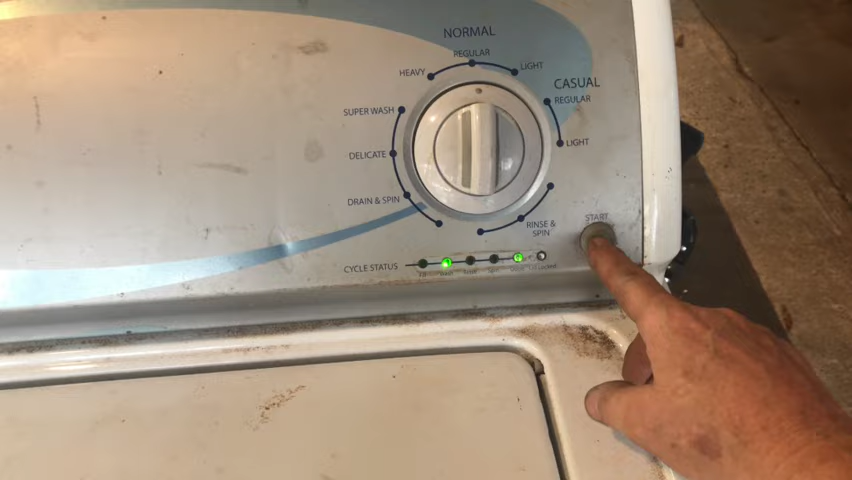 NORMAL
HEAVY
REGULAR
LIGHT
CASUAL
REGULAR
LIGHT
SUPER WASH
DELICATE
DRAIN & SPIN
RINSE &
SPIN
START
CYCLE STATUS